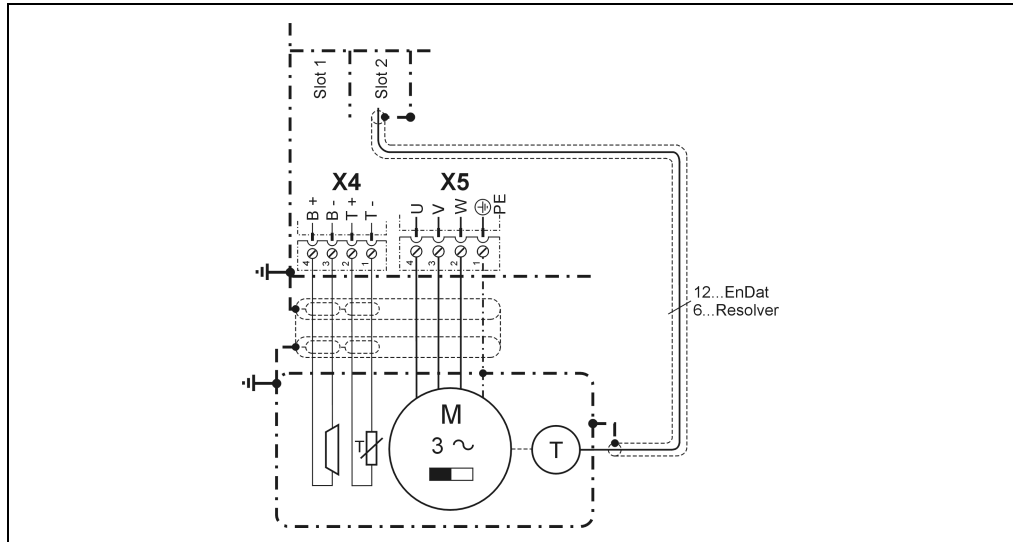 Slot 1
Slot 2
X4
X5
B +
B -
T +
T -
U
V
W
PE
4
3
2
1
4
3
2
1
12...EnDat
6...Resolver
M
3 ~
T
T